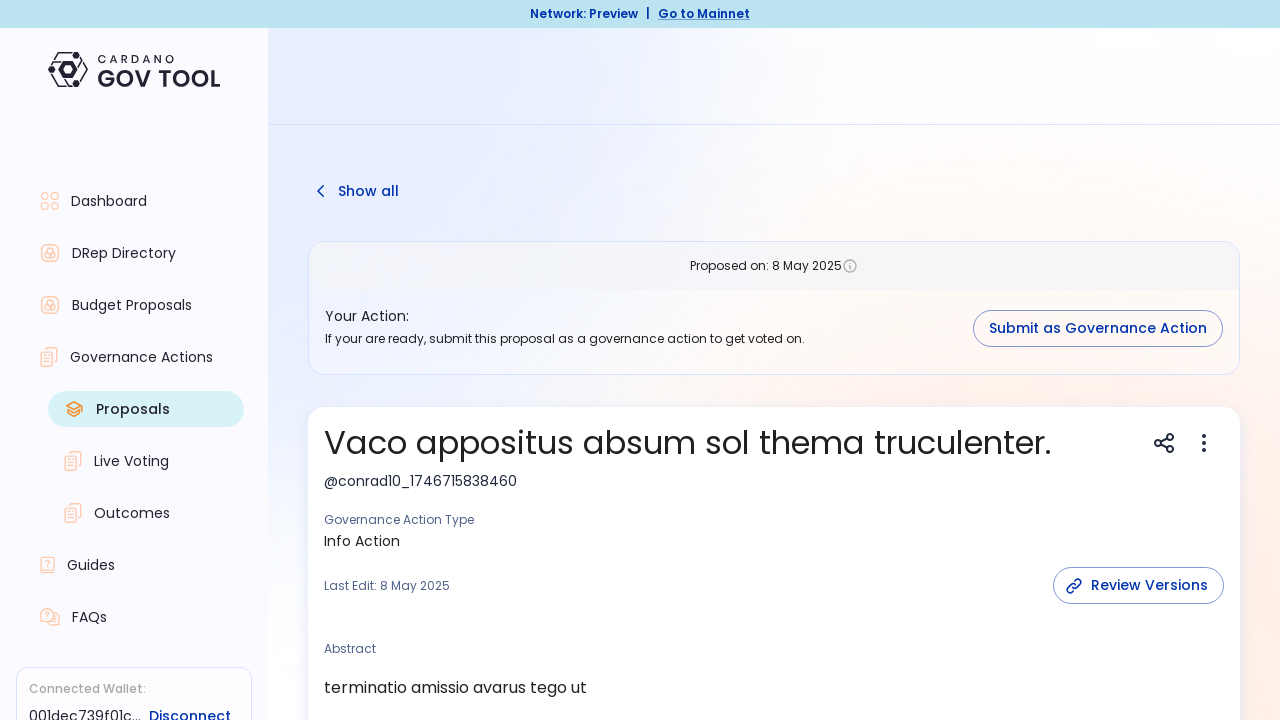 Network: Preview | Go to Mainnet
CARDANO
GOV TOOL
Dashboard
DRep Directory
Budget Proposals
Governance Actions
Proposals
Live Voting
Outcomes
Guides
FAQs
Connected Wallet:
001dec739f01c... Disconnect
Show all
Proposed on: 8 May 2025
Your Action:
If your are ready, submit this proposal as a governance action to get voted on.
Submit as Governance Action
Vaco appositus absum sol thema truculenter.
@conrad10_1746715838460
Governance Action Type
Info Action
Last Edit: 8 May 2025
Review Versions
Abstract
terminatio amissio avarus tego ut